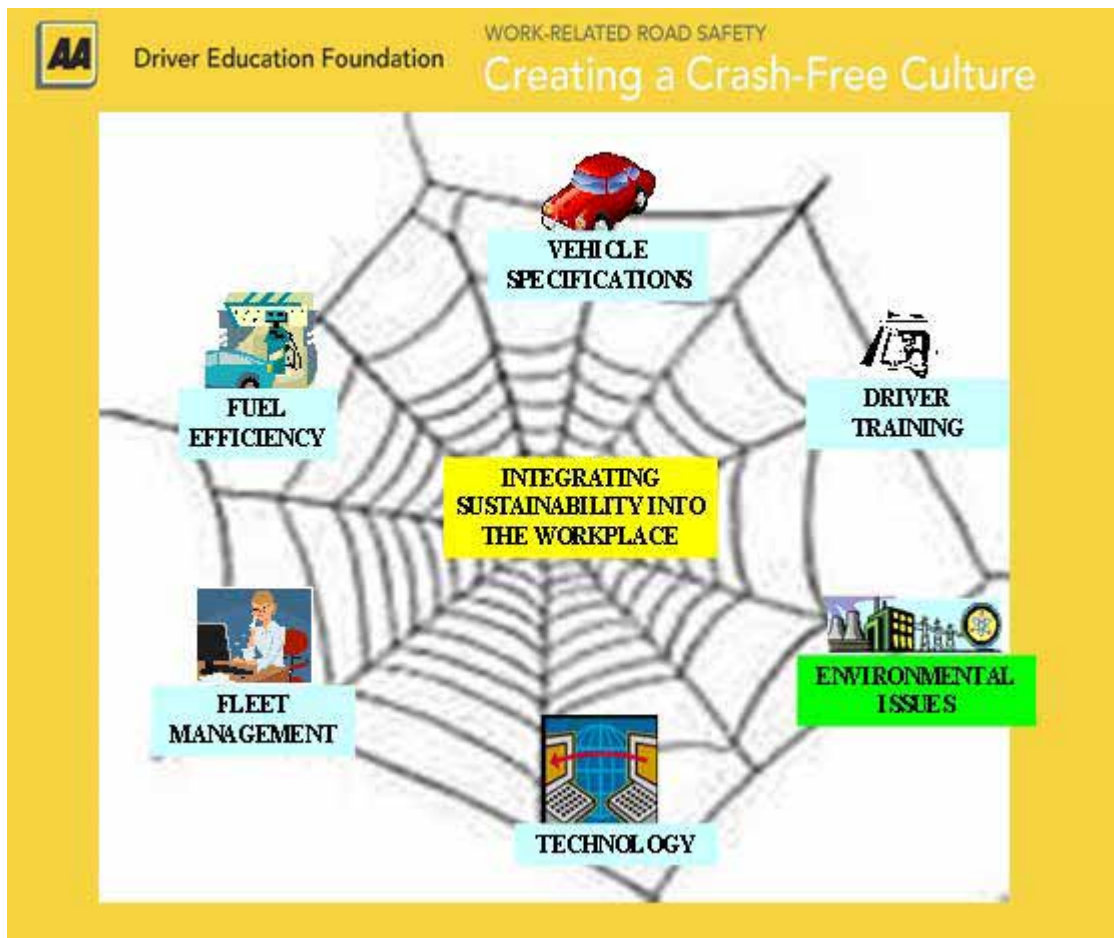 AA
Driver Education Foundation
WORK-RELATED ROAD SAFETY
Creating a Crash-Free Culture
VEHICLE
SPECIFICATIONS
FUEL
EFFICIENCY
DRIVER
TRAINING
INTEGRATING
SUSTAINABILITY INTO
THE WORKPLACE
FLEET
MANAGEMENT
ENVIRONMENTAL
ISSUES
TECHNOLOGY